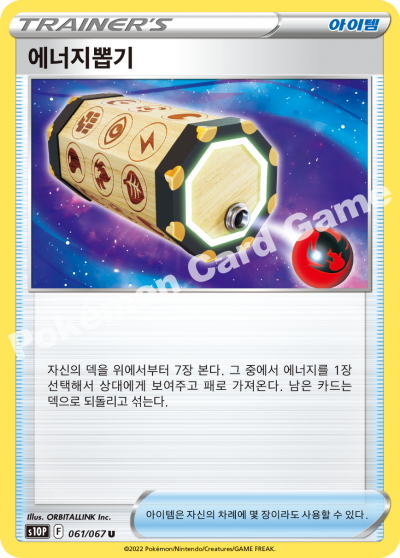 TRAINER'S
아이템
에너지뽑기
Pokémon Card Game
자신의 덱을 위에서부터 7장 본다. 그 중에서 에너지를 1장
선택해서 상대에게 보여주고 패로 가져온다. 남은 카드는
덱으로 되돌리고 섞는다.
Illus. ORBITALLINK Inc.
s10P F 061/067 U
아이템은 자신의 차례에 몇 장이라도 사용할 수 있다.
©2022 Pokémon/Nintendo/Creatures/GAME FREAK.